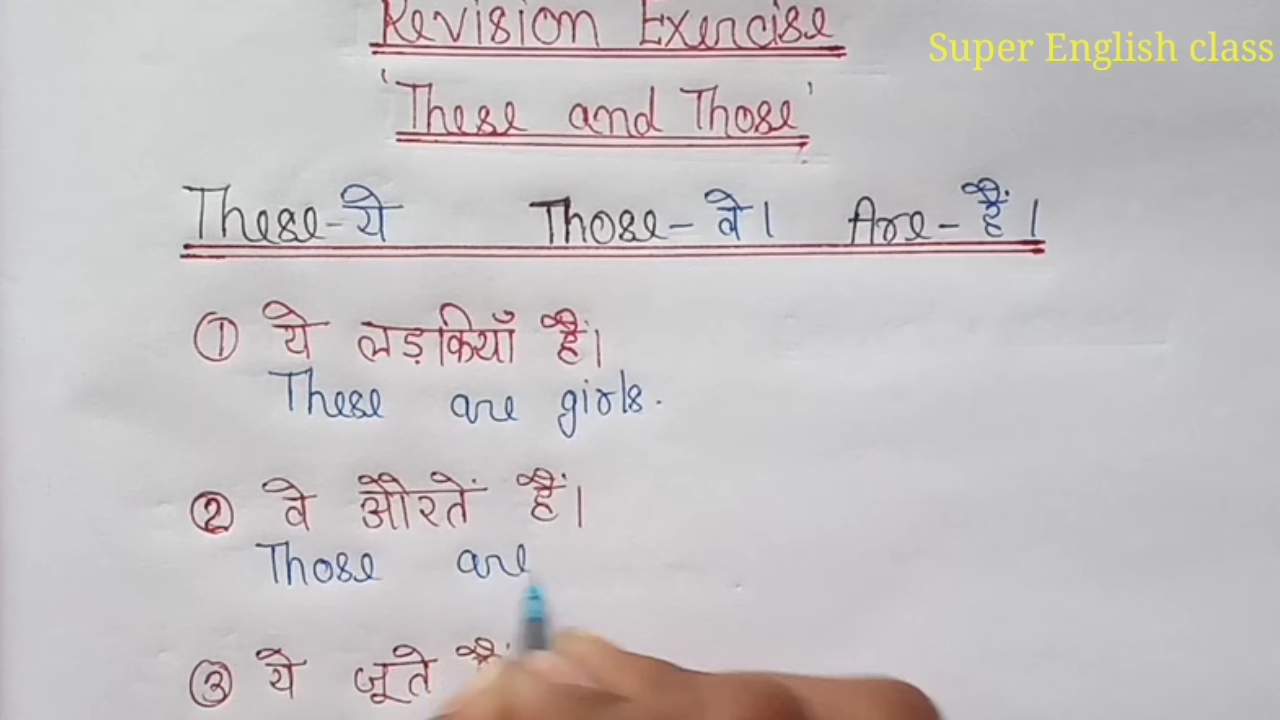 Revision Exercise
Super English class
'These and Those'
These-ये Those-वे। Are-हैं।
① ये लड़कियाँ हैं।
These are girls.
② वे औरतें हैं।
Those are
③ ये जूते